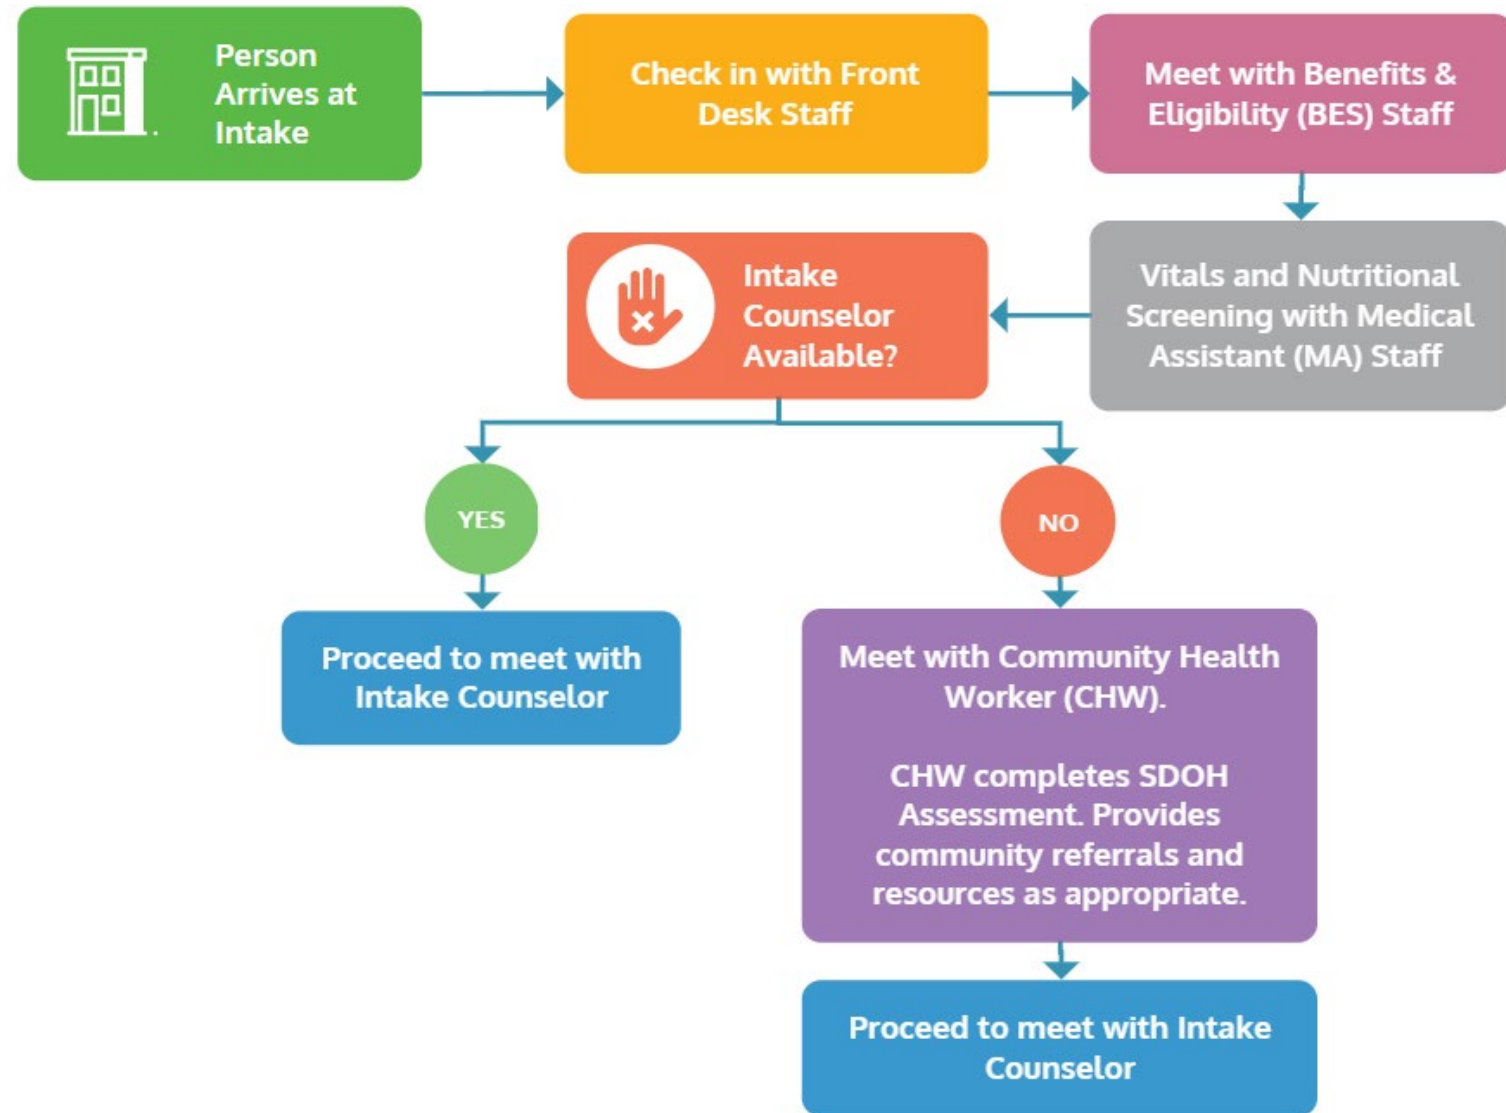 Person
Arrives at
Intake
Check in with Front
Desk Staff
Meet with Benefits &
Eligibility (BES) Staff
Vitals and Nutritional
Screening with Medical
Assistant (MA) Staff
Intake
Counselor
Available?
YES
Proceed to meet with
Intake Counselor
NO
Meet with Community Health
Worker (CHW).
CHW completes SDOH
Assessment. Provides
community referrals and
resources as appropriate.
Proceed to meet with Intake
Counselor